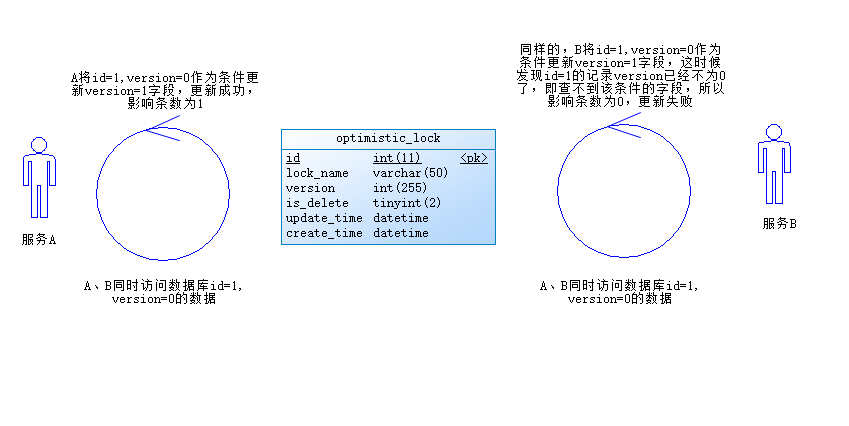 A将id=1,version=0作为条件更
新version=1字段，更新成功，
影响条数为1
服务A
A、B同时访问数据库id=1,
version=0的数据
optimistic_lock
id int(11) <pk>
lock_name varchar(50)
version int(255)
is_delete tinyint(2)
update_time datetime
create_time datetime
同样的，B将id=1,version=0作为
条件更新version=1字段，这时候
发现id=1的记录version已经不为0
了，即查不到该条件的字段，所以
影响条数为0，更新失败
服务B
A、B同时访问数据库id=1,
version=0的数据